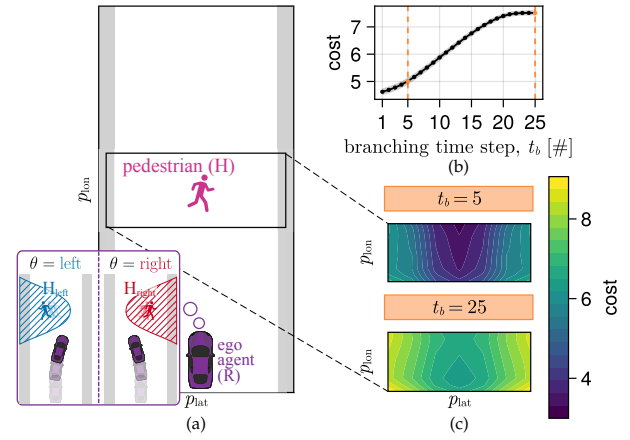 pedestrian (H)
p_lon
θ = left
θ = right
H_left
H_right
ego
agent
(R)
p_lat
(a)
cost
7
6
5
1 5 10 15 20 25
branching time step, t_b [#]
(b)
t_b = 5
p_lon
t_b = 25
p_lon
p_lat
(c)
8
6
4
cost